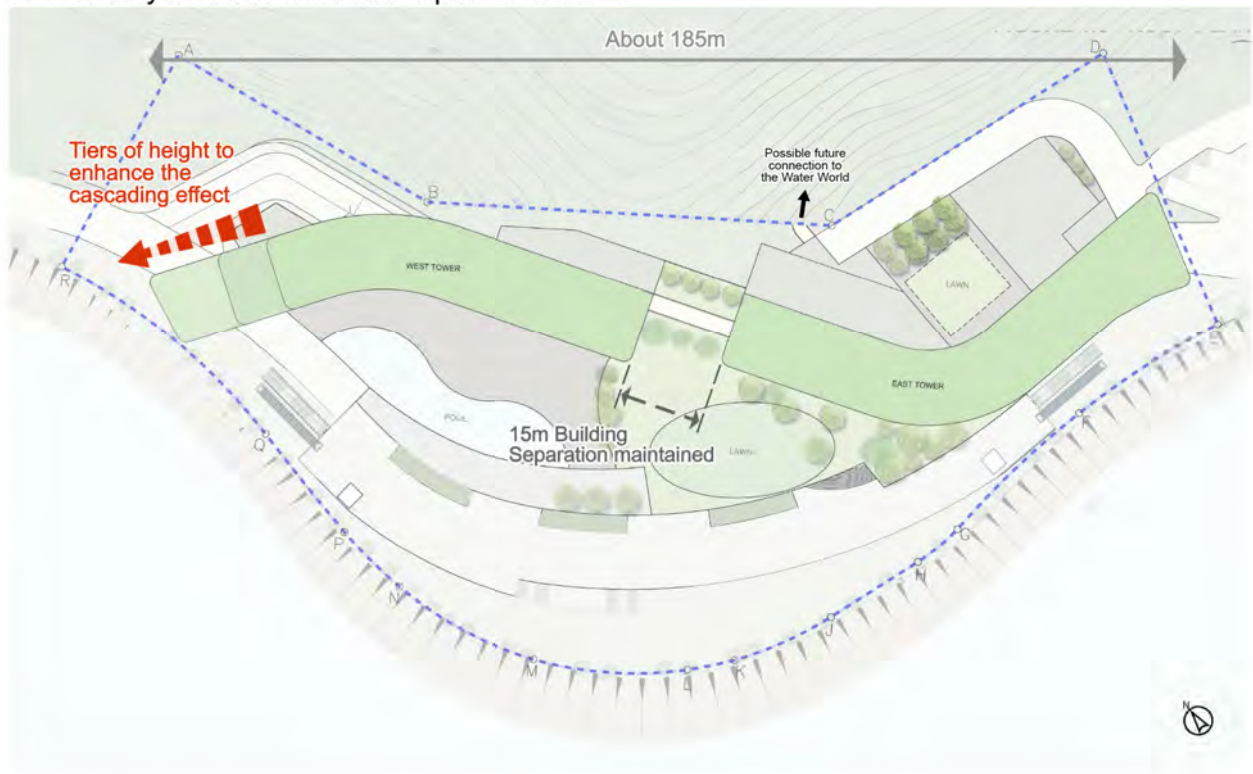 About 185m
A
D
Tiers of height to
enhance the
cascading effect
Possible future
connection to
the Water World
B
C
R
WEST TOWER
LAWN
EAST TOWER
POOL
15m Building
Separation maintained
LAWN
Q
F
G
P
H
N
J
M
L
K
N